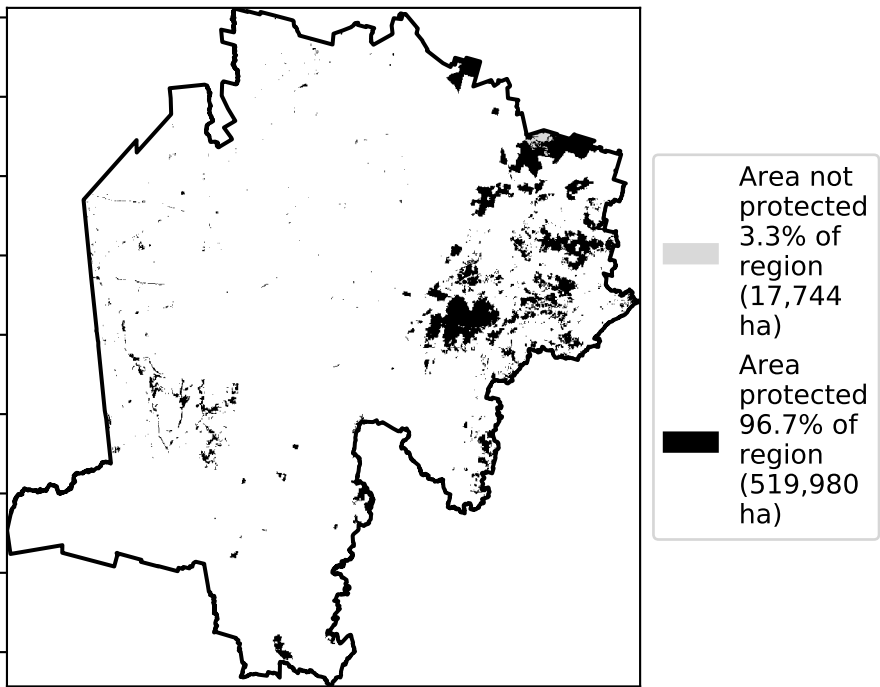 Area not
protected
3.3% of
region
(17,744
ha)
Area
protected
96.7% of
region
(519,980
ha)